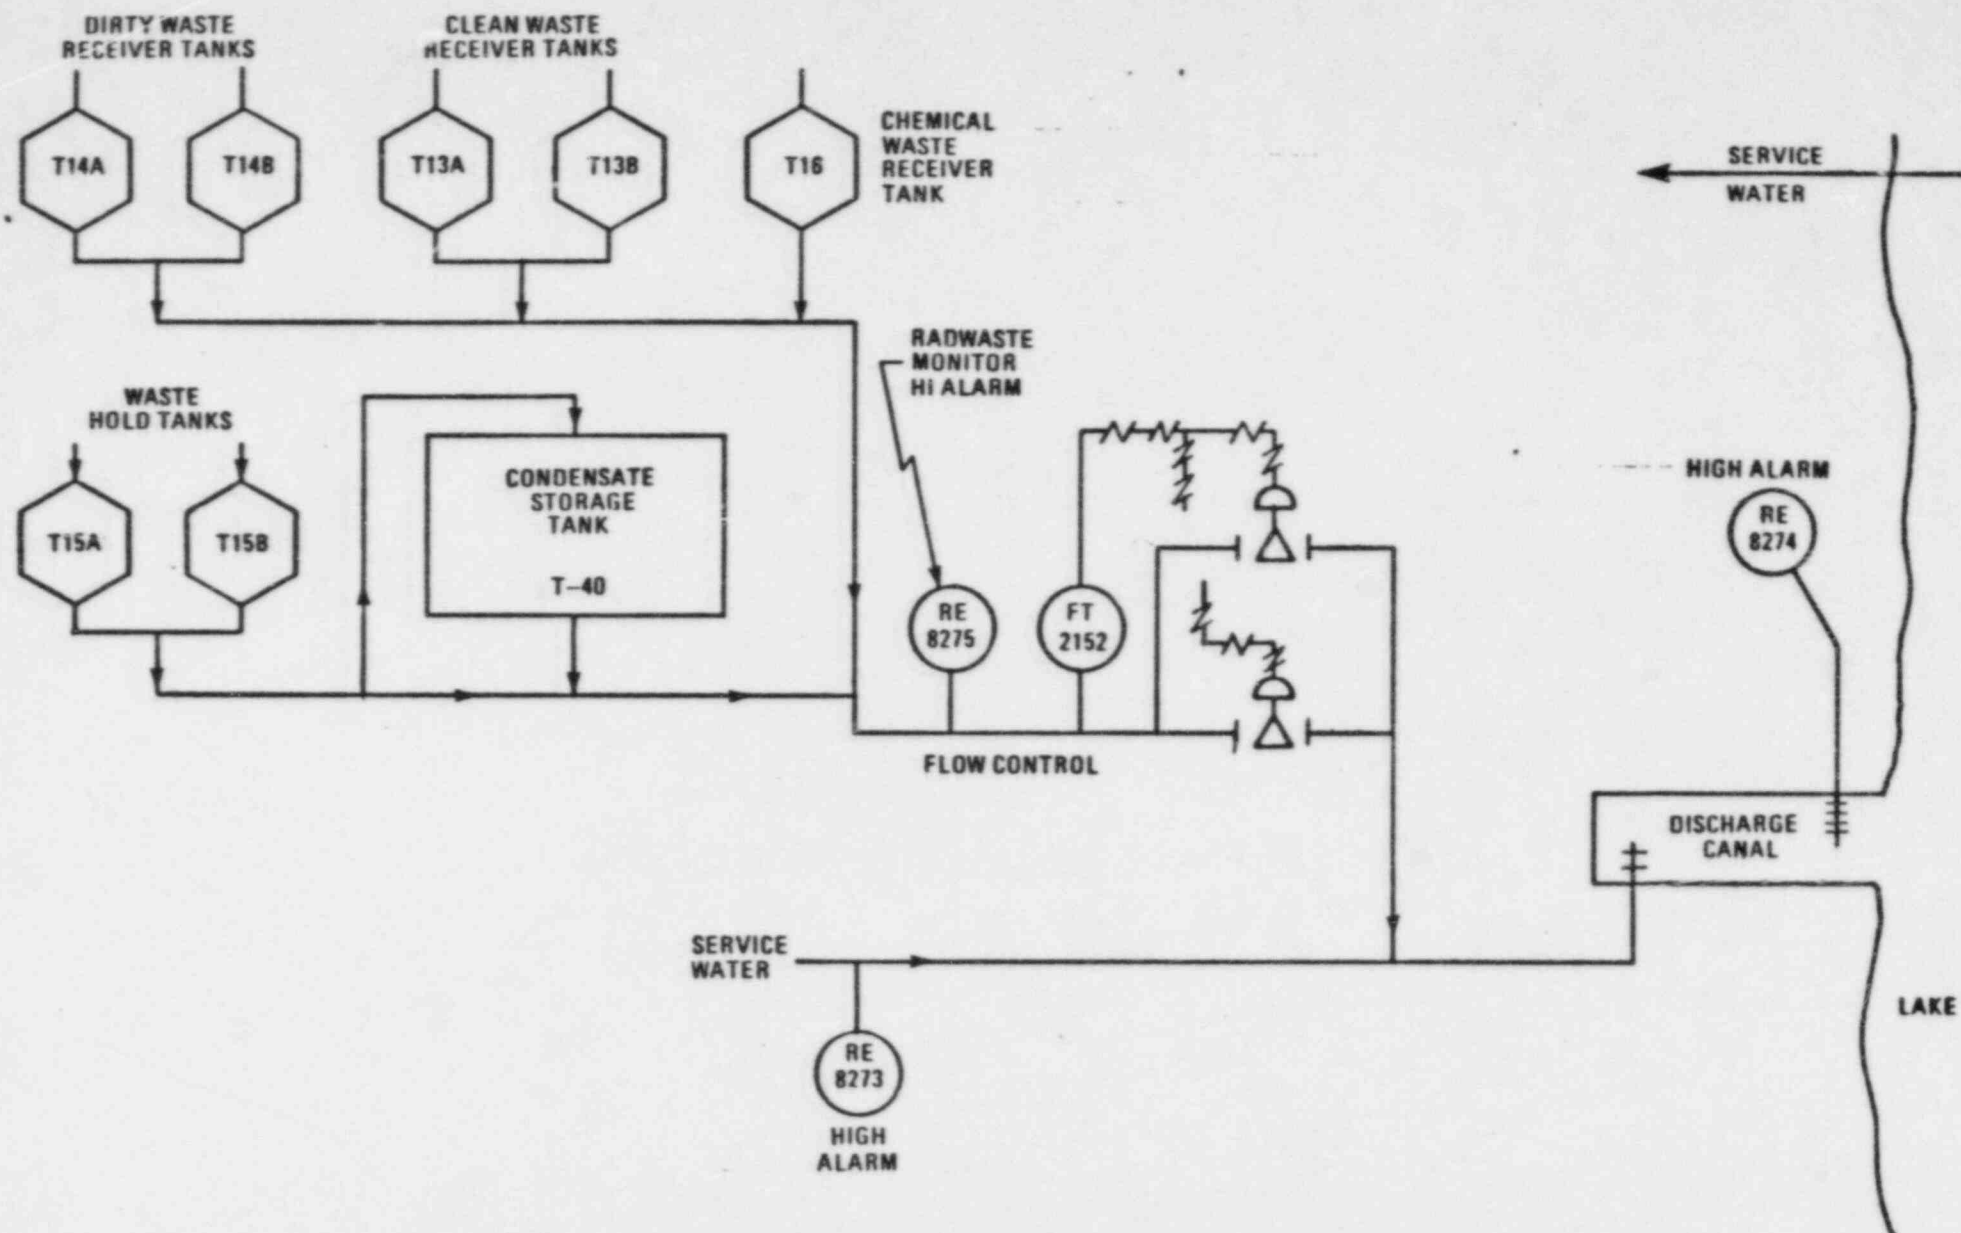 DIRTY WASTE
RECEIVER TANKS
CLEAN WASTE
RECEIVER TANKS
T14A
T14B
T13A
T13B
T16
CHEMICAL
WASTE
RECEIVER
TANK
SERVICE
WATER
RADWASTE
MONITOR
HI ALARM
WASTE
HOLD TANKS
T15A
T15B
CONDENSATE
STORAGE
TANK
T-40
RE
8275
FT
2152
HIGH ALARM
RE
8274
FLOW CONTROL
DISCHARGE
CANAL
SERVICE
WATER
LAKE
RE
8273
HIGH
ALARM